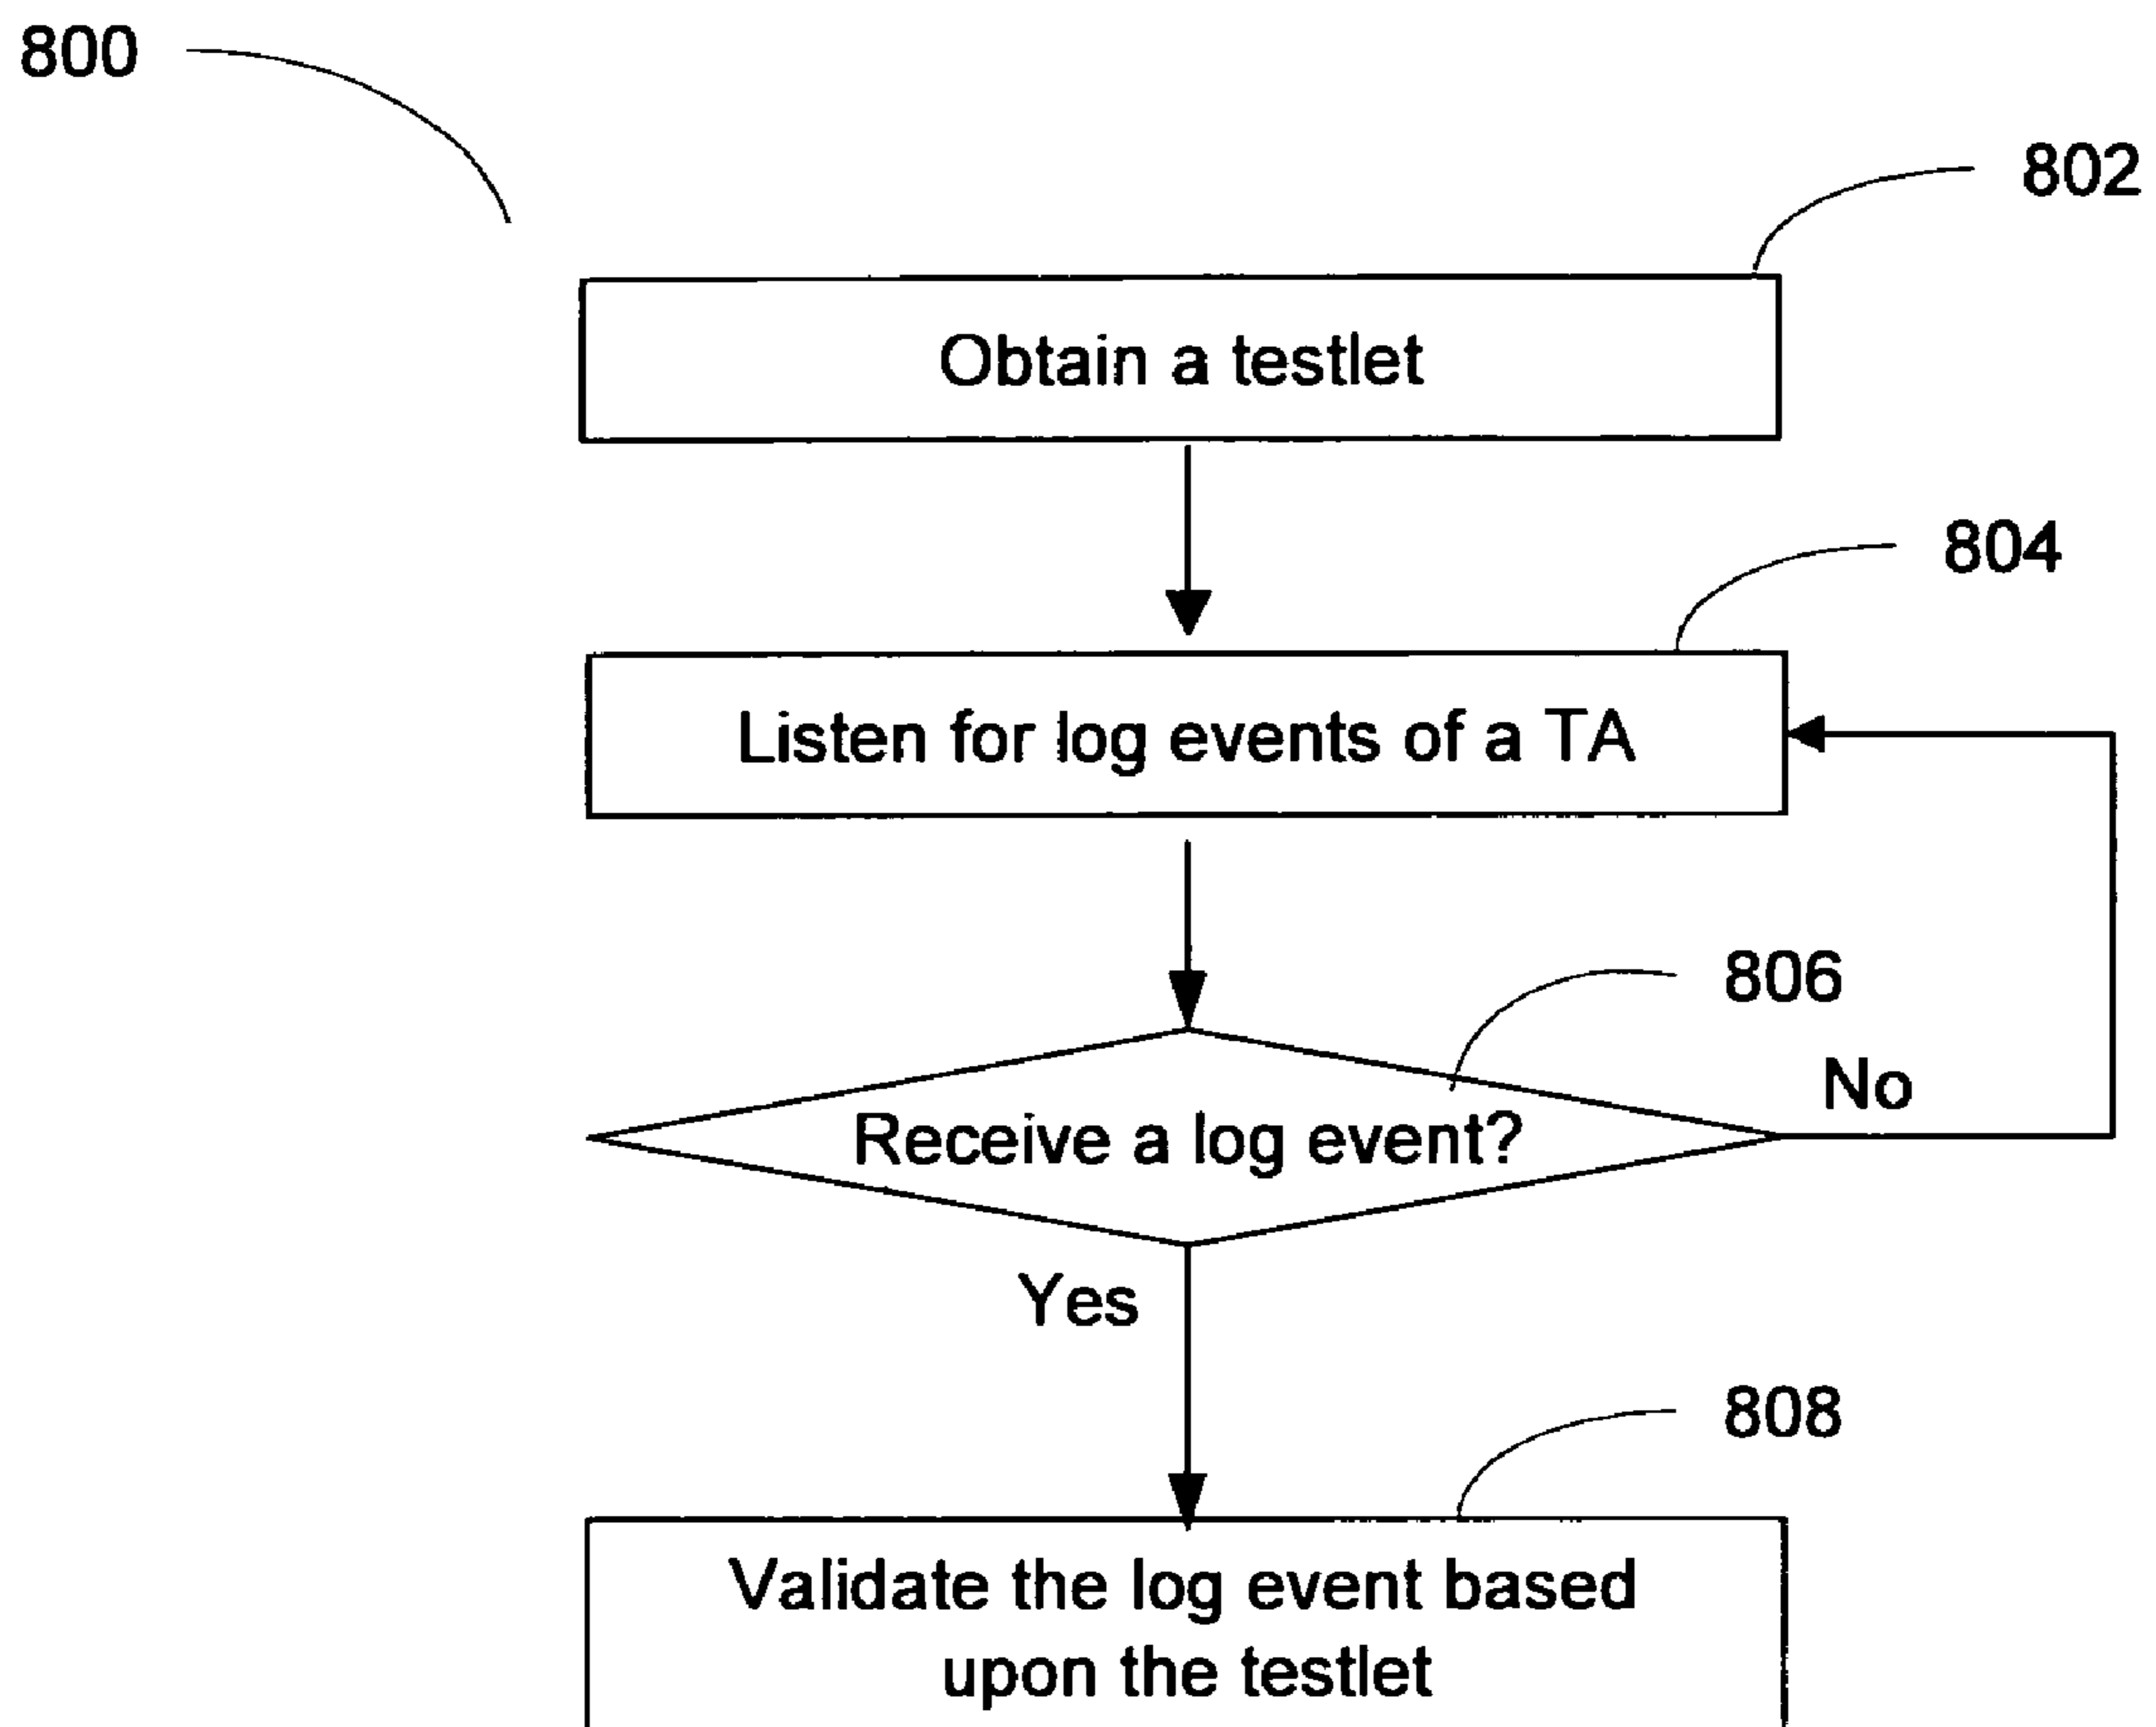 800
802
Obtain a testlet
804
Listen for log events of a TA
806
No
Receive a log event?
Yes
808
Validate the log event based
upon the testlet